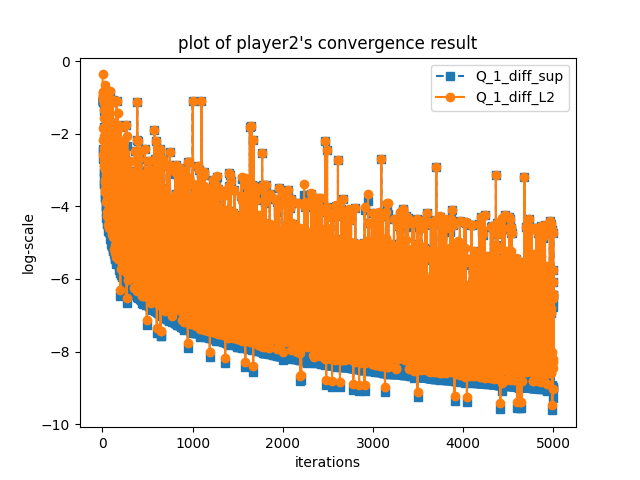 plot of player2's convergence result
Q_1_diff_sup
Q_1_diff_L2
log-scale
0
−2
−4
−6
−8
−10
0 1000 2000 3000 4000 5000
iterations